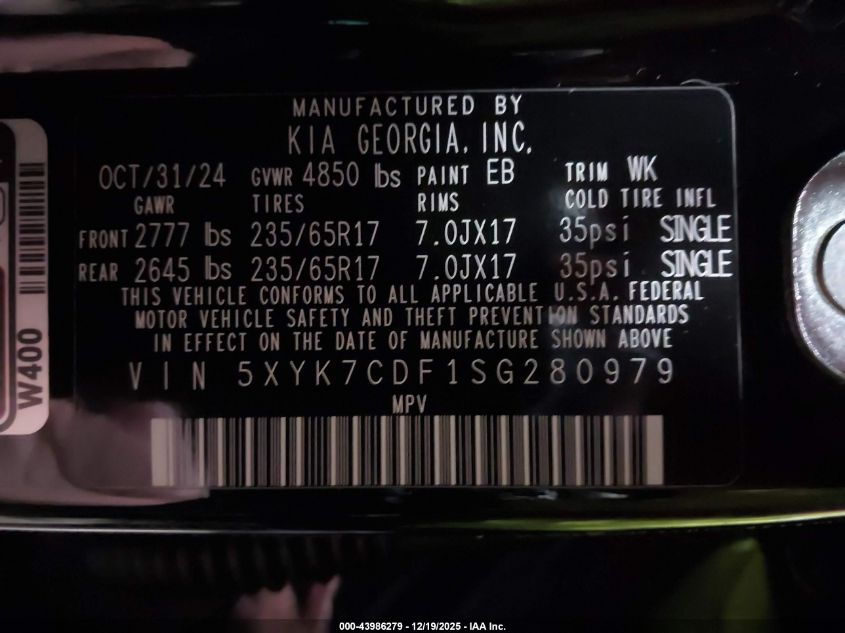 MANUFACTURED BY
KIA GEORGIA, INC.
OCT/31/24 GVWR 4850 lbs PAINT EB TRIM WK
GAWR TIRES RIMS COLD TIRE INFL
FRONT 2777 lbs 235/65R17 7.0JX17 35psi SINGLE
REAR 2645 lbs 235/65R17 7.0JX17 35psi SINGLE
THIS VEHICLE CONFORMS TO ALL APPLICABLE U.S.A. FEDERAL
MOTOR VEHICLE SAFETY AND THEFT PREVENTION STANDARDS
IN EFFECT ON THE DATE OF MANUFACTURE SHOWN ABOVE
VIN 5XYK7CDF1SG280979
MPV
W400
000-43986279 - 12/19/2025 - IAA Inc.